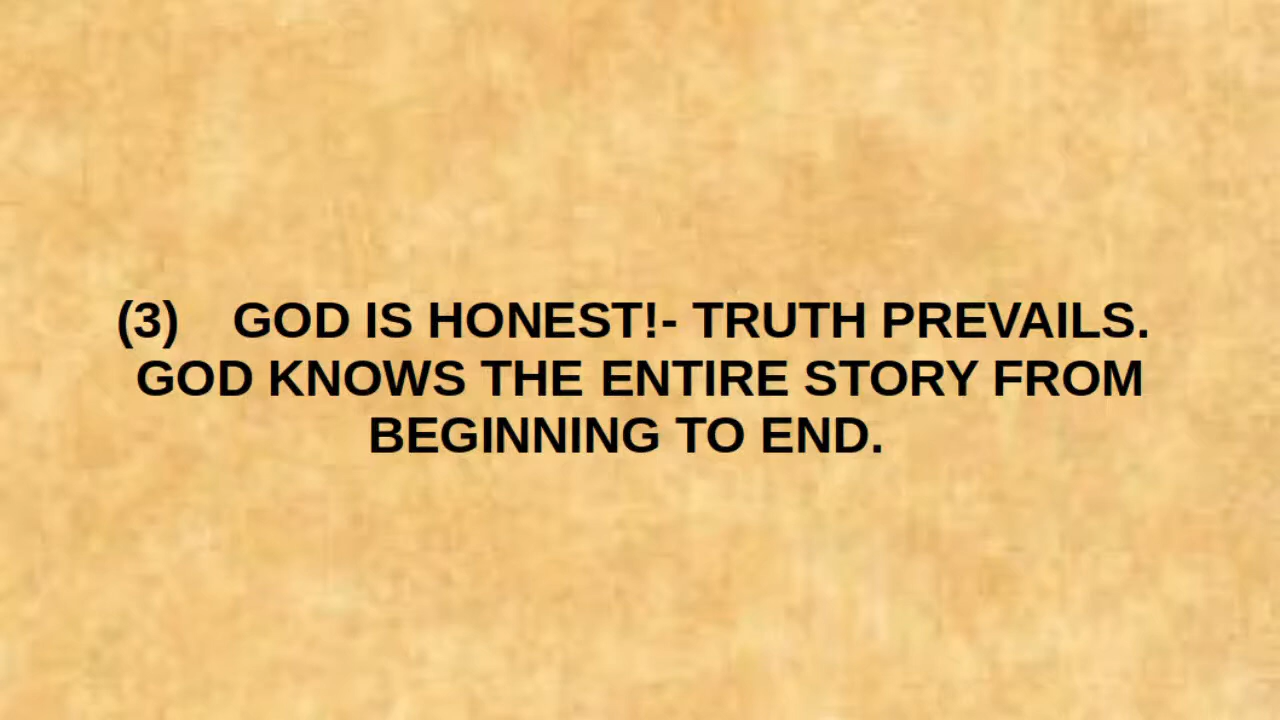 (3)    GOD IS HONEST!- TRUTH PREVAILS.
GOD KNOWS THE ENTIRE STORY FROM
BEGINNING TO END.